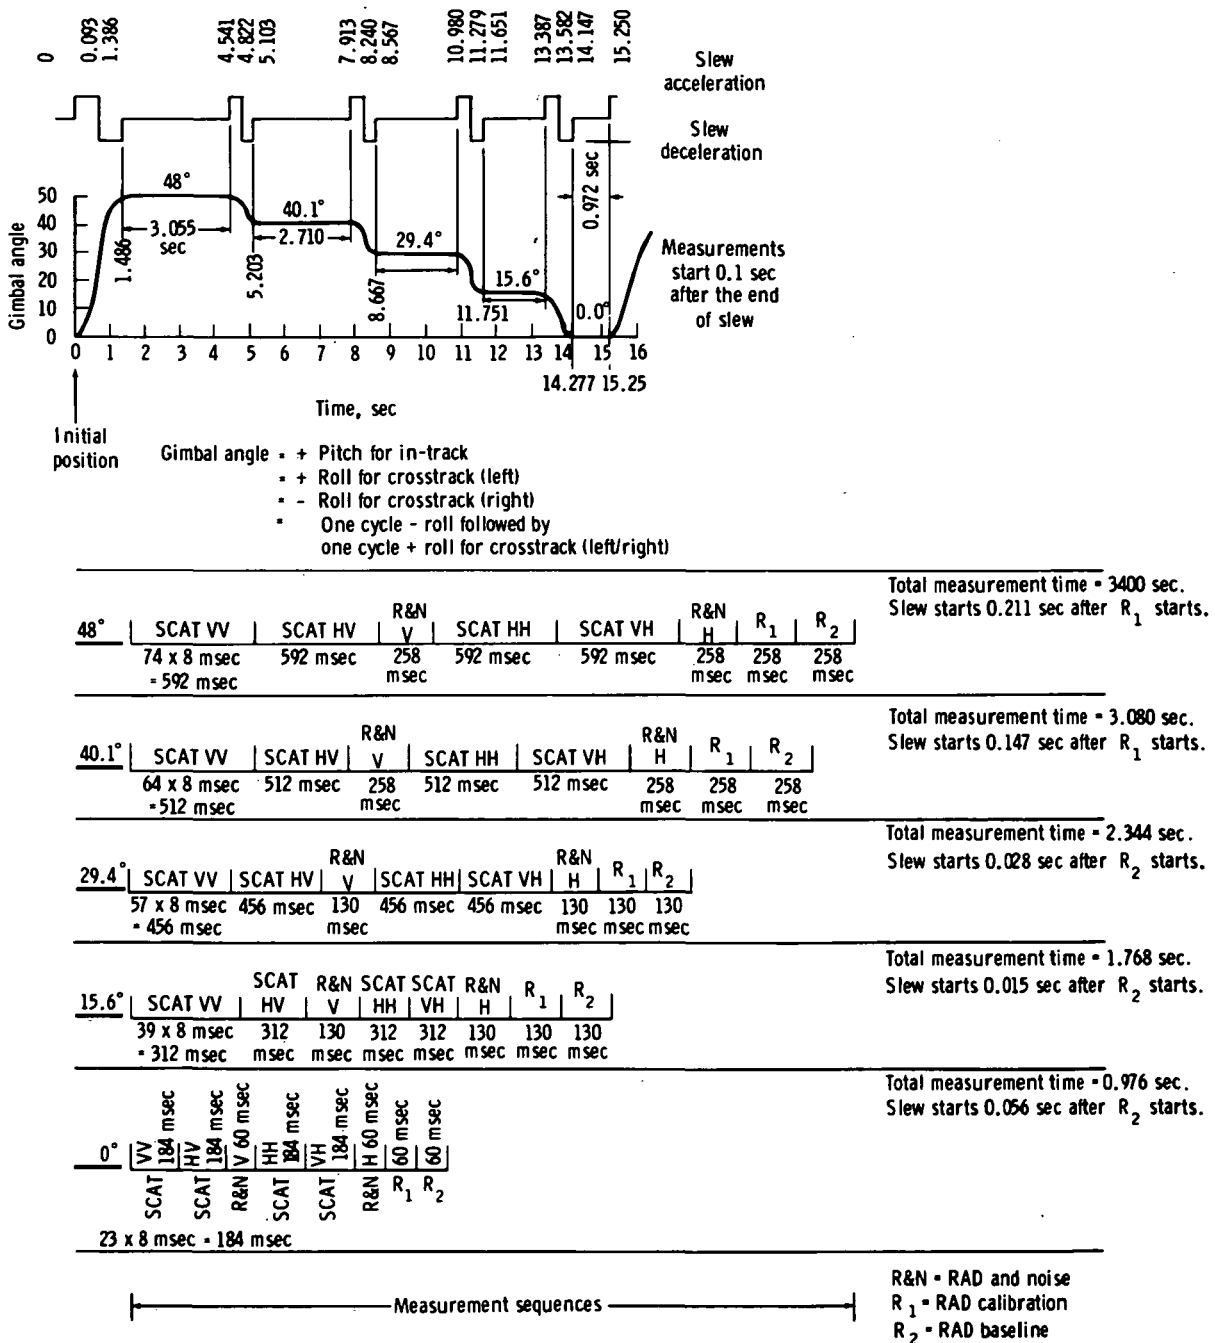 0
0.093
1.386
4.541
4.822
5.103
7.913
8.240
8.567
10.980
11.279
11.651
13.387
13.582
14.147
15.250
Slew
acceleration
Slew
deceleration
0.972 sec
Gimbal angle
50
40
30
20
10
0
48°
3.055
sec
1.486
40.1°
2.710
5.203
29.4°
8.667
15.6°
11.751
0.0°
Measurements
start 0.1 sec
after the end
of slew
0 1 2 3 4 5 6 7 8 9 10 11 12 13 14 15 16
14.277 15.25
Time, sec
Initial
position
Gimbal angle = + Pitch for in-track
= + Roll for crosstrack (left)
= - Roll for crosstrack (right)
= One cycle - roll followed by
one cycle + roll for crosstrack (left/right)
Total measurement time = 3400 sec.
Slew starts 0.211 sec after R1 starts.
48° SCAT VV SCAT HV R&N V SCAT HH SCAT VH R&N H R1 R2
74 x 8 msec 592 msec 258 msec 592 msec 592 msec 258 msec 258 msec 258 msec
= 592 msec
Total measurement time = 3.080 sec.
Slew starts 0.147 sec after R1 starts.
40.1° SCAT VV SCAT HV R&N V SCAT HH SCAT VH R&N H R1 R2
64 x 8 msec 512 msec 258 msec 512 msec 512 msec 258 msec 258 msec 258 msec
= 512 msec
Total measurement time = 2.344 sec.
Slew starts 0.028 sec after R2 starts.
29.4° SCAT VV SCAT HV R&N V SCAT HH SCAT VH R&N H R1 R2
57 x 8 msec 456 msec 130 msec 456 msec 456 msec 130 msec 130 msec 130 msec
= 456 msec
Total measurement time = 1.768 sec.
Slew starts 0.015 sec after R2 starts.
15.6° SCAT VV SCAT HV R&N V SCAT HH SCAT VH R&N H R1 R2
39 x 8 msec 312 msec 130 msec 312 msec 312 msec 130 msec 130 msec 130 msec
= 312 msec
Total measurement time = 0.976 sec.
Slew starts 0.056 sec after R2 starts.
0° SCAT VV 184 msec SCAT HV 184 msec R&N V 60 msec SCAT HH 184 msec SCAT VH 184 msec R&N H 60 msec R1 60 msec R2 60 msec
23 x 8 msec = 184 msec
Measurement sequences
R&N = RAD and noise
R1 = RAD calibration
R2 = RAD baseline